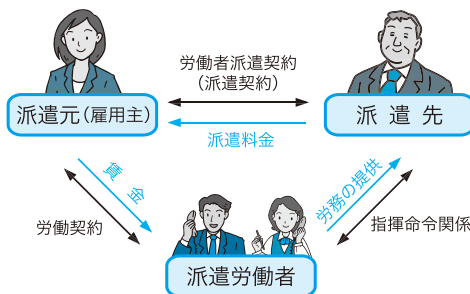 労働者派遣契約
(派遣契約)
派遣元(雇用主)
派遣先
派遣料金
賃金
労務の提供
労働契約
指揮命令関係
派遣労働者